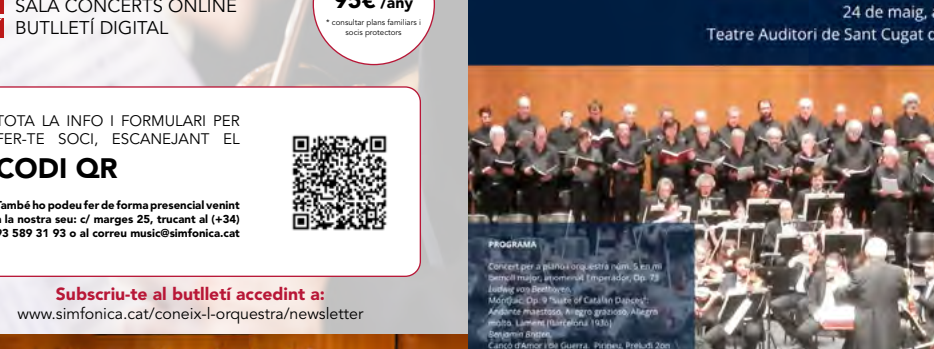 SALA CONCERTS ONLINE
BUTLLETÍ DIGITAL
95€ /any
* consultar plans familiars i
socis protectors
TOTA LA INFO I FORMULARI PER
FER-TE SOCI, ESCANEJANT EL
CODI QR
També ho podeu fer de forma presencial venint
a la nostra seu: c/ marges 25, trucant al (+34)
93 589 31 93 o al correu music@simfonica.cat
Subscriu-te al butlletí accedint a:
www.simfonica.cat/coneix-l-orquestra/newsletter
24 de maig, a
Teatre Auditori de Sant Cugat d
PROGRAMA
Concert per a piano i orquestra núm. 5 en mi
bemoll major, anomenat Emperador, Op. 73
Ludwig van Beethoven.
Montjuic, Op. 9 "Suite of Catalan Dances":
Andante maestoso, Allegro grazioso, Allegro
molto. Lament (Barcelona 1936)
Benjamin Britten.
Cançó d'Amor i de Guerra. Pirineu, Preludi 2on